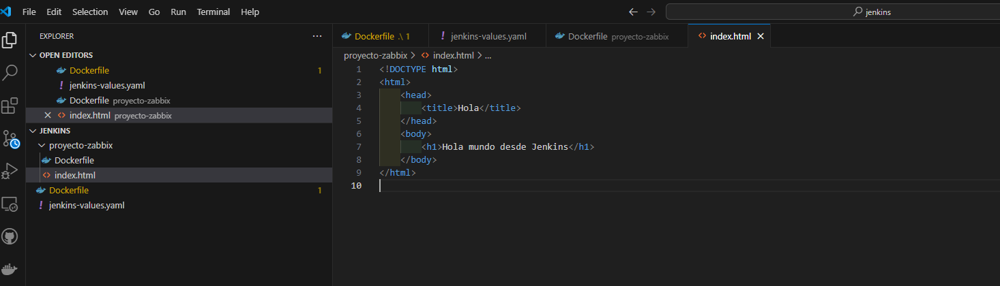 File Edit Selection View Go Run Terminal Help
jenkins
EXPLORER
OPEN EDITORS
Dockerfile 1
! jenkins-values.yaml
Dockerfile proyecto-zabbix
index.html proyecto-zabbix
JENKINS
proyecto-zabbix
Dockerfile
index.html
Dockerfile 1
! jenkins-values.yaml
Dockerfile .\ 1
! jenkins-values.yaml
Dockerfile proyecto-zabbix
index.html
proyecto-zabbix > index.html > ...
1 <!DOCTYPE html>
2 <html>
3 <head>
4 <title>Hola</title>
5 </head>
6 <body>
7 <h1>Hola mundo desde Jenkins</h1>
8 </body>
9 </html>
10